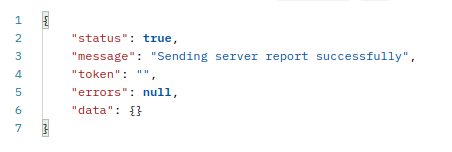 1 {
2 "status": true,
3 "message": "Sending server report successfully",
4 "token": "",
5 "errors": null,
6 "data": {}
7 }